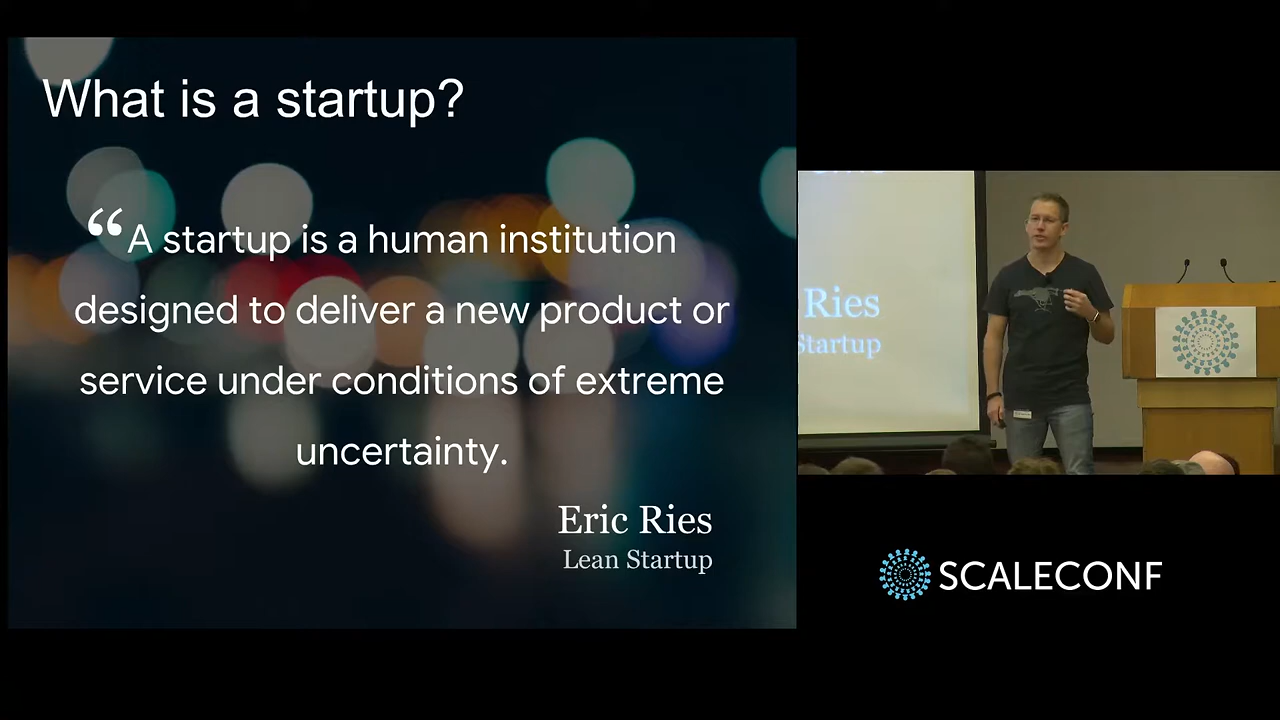 What is a startup?
“A startup is a human institution
designed to deliver a new product or
service under conditions of extreme
uncertainty.
Eric Ries
Lean Startup
Ries
Startup
SCALECONF